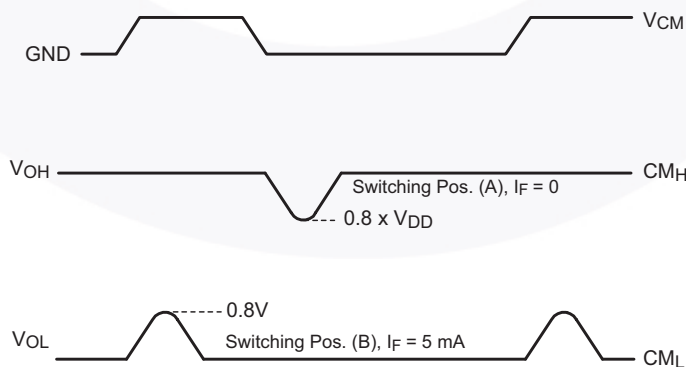 VCM
GND
VOH
CMH
Switching Pos. (A), IF = 0
0.8 x VDD
0.8V
VOL
Switching Pos. (B), IF = 5 mA
CML